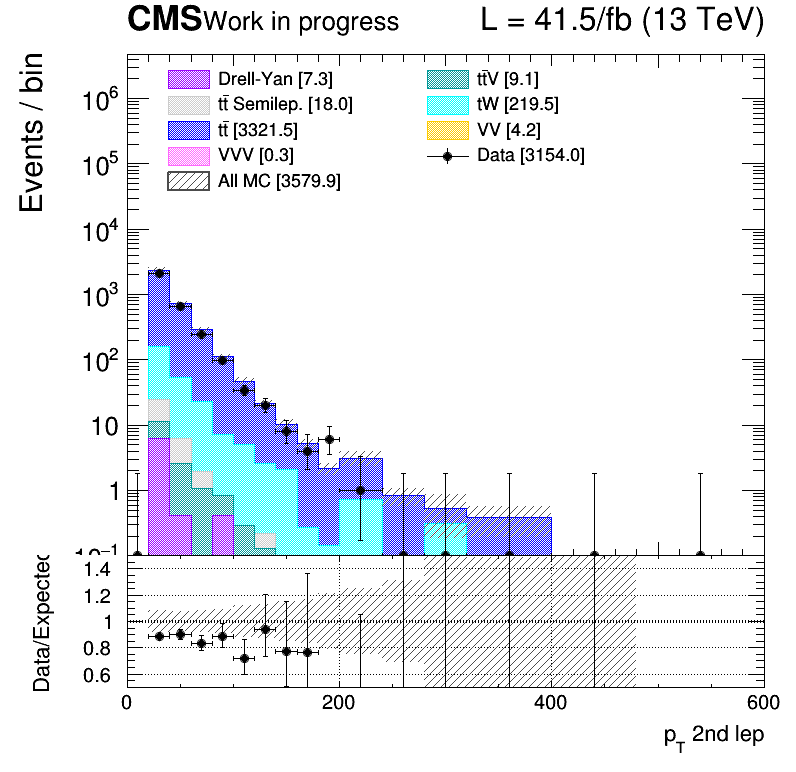 CMS Work in progress L = 41.5/fb (13 TeV)
Drell-Yan [7.3]
tt̄ Semilep. [18.0]
tt̄ [3321.5]
VVV [0.3]
All MC [3579.9]
tt̄V [9.1]
tW [219.5]
VV [4.2]
Data [3154.0]
Events / bin
10⁶
10⁵
10⁴
10³
10²
10
1
10⁻¹
Data/Expected
1.4
1.2
1
0.8
0.6
0 200 400 600
p_T 2nd lep